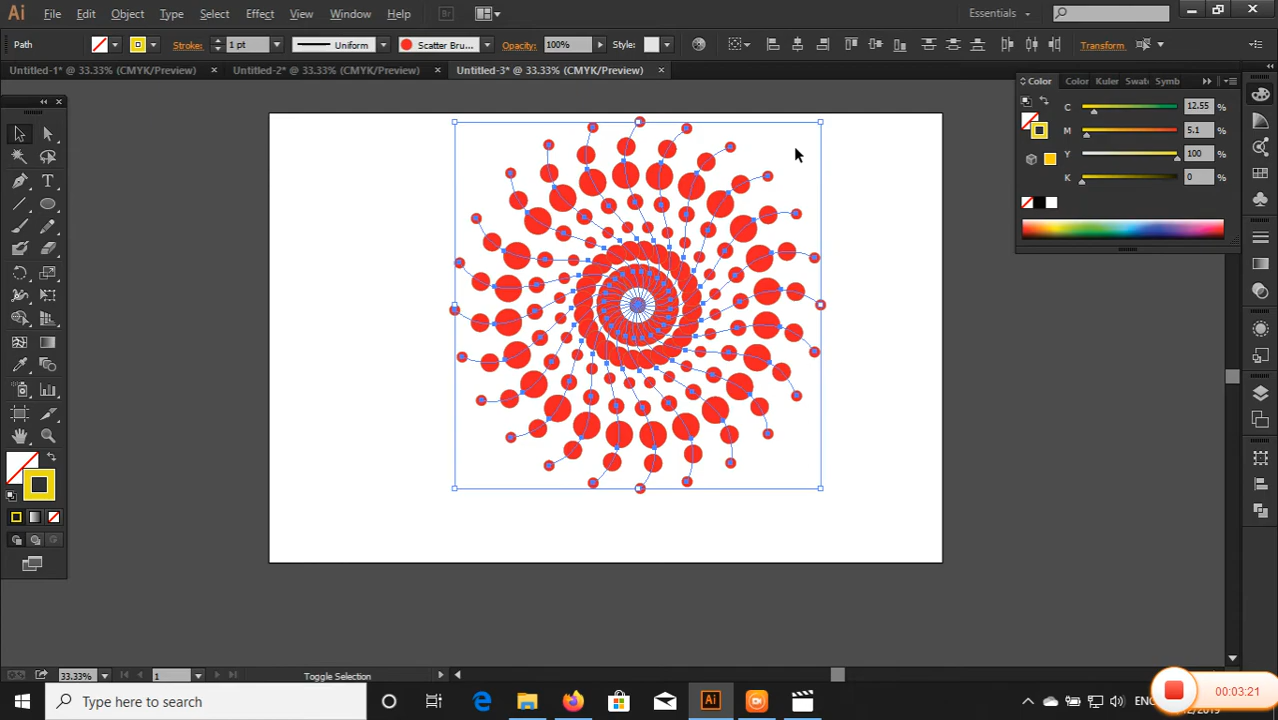 Ai File Edit Object Type Select Effect View Window Help Br Essentials
Path Stroke: 1 pt Uniform Scatter Bru... Opacity: 100% Style: Transform
Untitled-1* @ 33.33% (CMYK/Preview) Untitled-2* @ 33.33% (CMYK/Preview) Untitled-3* @ 33.33% (CMYK/Preview)
Color Color Kuler Swatc Symb
C 12.55 %
M 5.1 %
Y 100 %
K 0 %
T
33.33% 1 Toggle Selection
Type here to search Ai ENG 00:03:21